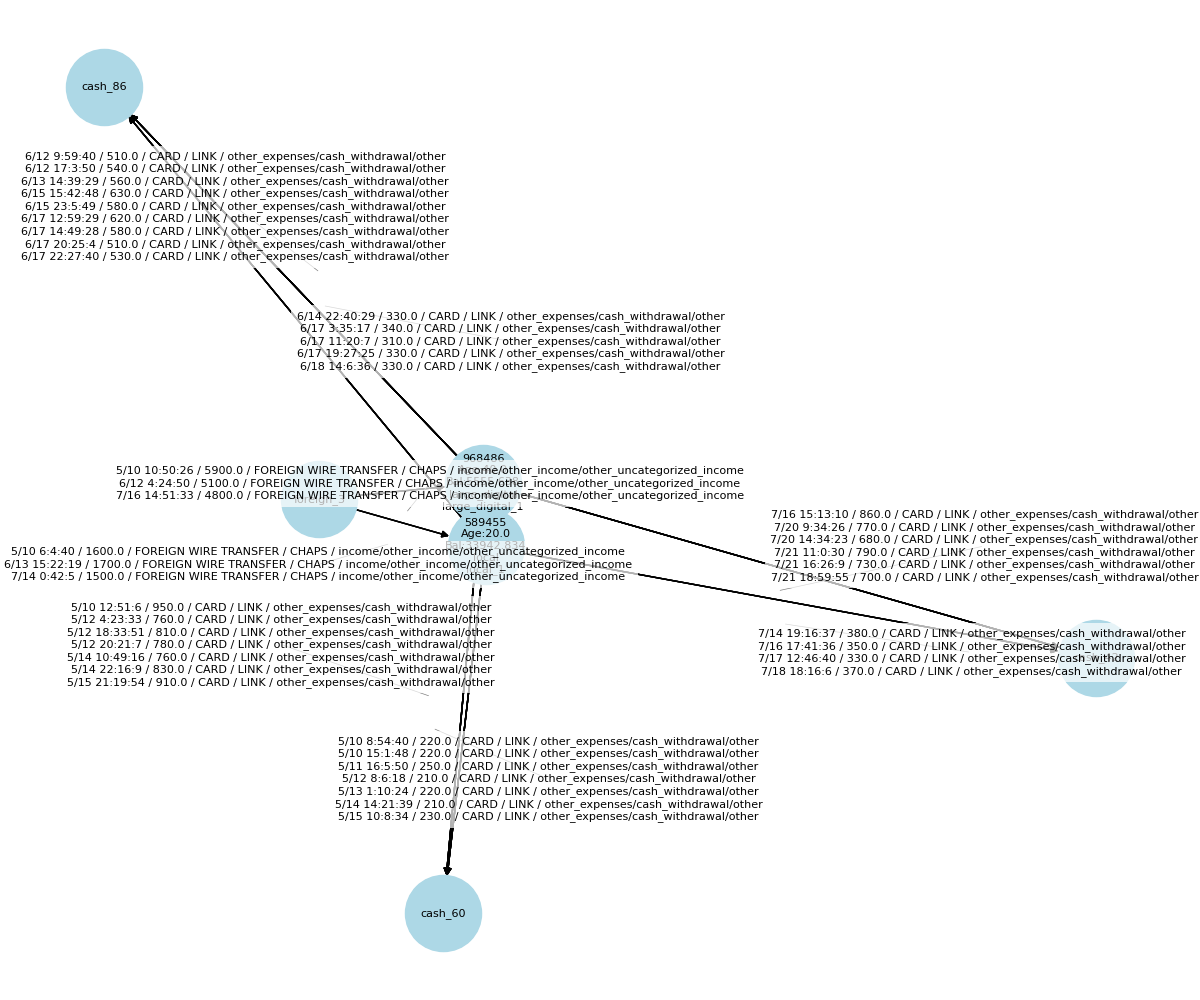 cash_86
6/12 9:59:40 / 510.0 / CARD / LINK / other_expenses/cash_withdrawal/other
6/12 17:3:50 / 540.0 / CARD / LINK / other_expenses/cash_withdrawal/other
6/13 14:39:29 / 560.0 / CARD / LINK / other_expenses/cash_withdrawal/other
6/15 15:42:48 / 630.0 / CARD / LINK / other_expenses/cash_withdrawal/other
6/15 23:5:49 / 580.0 / CARD / LINK / other_expenses/cash_withdrawal/other
6/17 12:59:29 / 620.0 / CARD / LINK / other_expenses/cash_withdrawal/other
6/17 14:49:28 / 580.0 / CARD / LINK / other_expenses/cash_withdrawal/other
6/17 20:25:4 / 510.0 / CARD / LINK / other_expenses/cash_withdrawal/other
6/17 22:27:40 / 530.0 / CARD / LINK / other_expenses/cash_withdrawal/other
6/14 22:40:29 / 330.0 / CARD / LINK / other_expenses/cash_withdrawal/other
6/17 3:35:17 / 340.0 / CARD / LINK / other_expenses/cash_withdrawal/other
6/17 11:20:7 / 310.0 / CARD / LINK / other_expenses/cash_withdrawal/other
6/17 19:27:25 / 330.0 / CARD / LINK / other_expenses/cash_withdrawal/other
6/18 14:6:36 / 330.0 / CARD / LINK / other_expenses/cash_withdrawal/other
968486
5/10 10:50:26 / 5900.0 / FOREIGN WIRE TRANSFER / CHAPS / income/other_income/other_uncategorized_income
6/12 4:24:50 / 5100.0 / FOREIGN WIRE TRANSFER / CHAPS / income/other_income/other_uncategorized_income
7/16 14:51:33 / 4800.0 / FOREIGN WIRE TRANSFER / CHAPS / income/other_income/other_uncategorized_income
large_digital_1
589455
Age:20.0
5/10 6:4:40 / 1600.0 / FOREIGN WIRE TRANSFER / CHAPS / income/other_income/other_uncategorized_income
6/13 15:22:19 / 1700.0 / FOREIGN WIRE TRANSFER / CHAPS / income/other_income/other_uncategorized_income
7/14 0:42:5 / 1500.0 / FOREIGN WIRE TRANSFER / CHAPS / income/other_income/other_uncategorized_income
7/16 15:13:10 / 860.0 / CARD / LINK / other_expenses/cash_withdrawal/other
7/20 9:34:26 / 770.0 / CARD / LINK / other_expenses/cash_withdrawal/other
7/20 14:34:23 / 680.0 / CARD / LINK / other_expenses/cash_withdrawal/other
7/21 11:0:30 / 790.0 / CARD / LINK / other_expenses/cash_withdrawal/other
7/21 16:26:9 / 730.0 / CARD / LINK / other_expenses/cash_withdrawal/other
7/21 18:59:55 / 700.0 / CARD / LINK / other_expenses/cash_withdrawal/other
5/10 12:51:6 / 950.0 / CARD / LINK / other_expenses/cash_withdrawal/other
5/12 4:23:33 / 760.0 / CARD / LINK / other_expenses/cash_withdrawal/other
5/12 18:33:51 / 810.0 / CARD / LINK / other_expenses/cash_withdrawal/other
5/12 20:21:7 / 780.0 / CARD / LINK / other_expenses/cash_withdrawal/other
5/14 10:49:16 / 760.0 / CARD / LINK / other_expenses/cash_withdrawal/other
5/14 22:16:9 / 830.0 / CARD / LINK / other_expenses/cash_withdrawal/other
5/15 21:19:54 / 910.0 / CARD / LINK / other_expenses/cash_withdrawal/other
7/14 19:16:37 / 380.0 / CARD / LINK / other_expenses/cash_withdrawal/other
7/16 17:41:36 / 350.0 / CARD / LINK / other_expenses/cash_withdrawal/other
7/17 12:46:40 / 330.0 / CARD / LINK / other_expenses/cash_withdrawal/other
7/18 18:16:6 / 370.0 / CARD / LINK / other_expenses/cash_withdrawal/other
5/10 8:54:40 / 220.0 / CARD / LINK / other_expenses/cash_withdrawal/other
5/10 15:1:48 / 220.0 / CARD / LINK / other_expenses/cash_withdrawal/other
5/11 16:5:50 / 250.0 / CARD / LINK / other_expenses/cash_withdrawal/other
5/12 8:6:18 / 210.0 / CARD / LINK / other_expenses/cash_withdrawal/other
5/13 1:10:24 / 220.0 / CARD / LINK / other_expenses/cash_withdrawal/other
5/14 14:21:39 / 210.0 / CARD / LINK / other_expenses/cash_withdrawal/other
5/15 10:8:34 / 230.0 / CARD / LINK / other_expenses/cash_withdrawal/other
cash_60